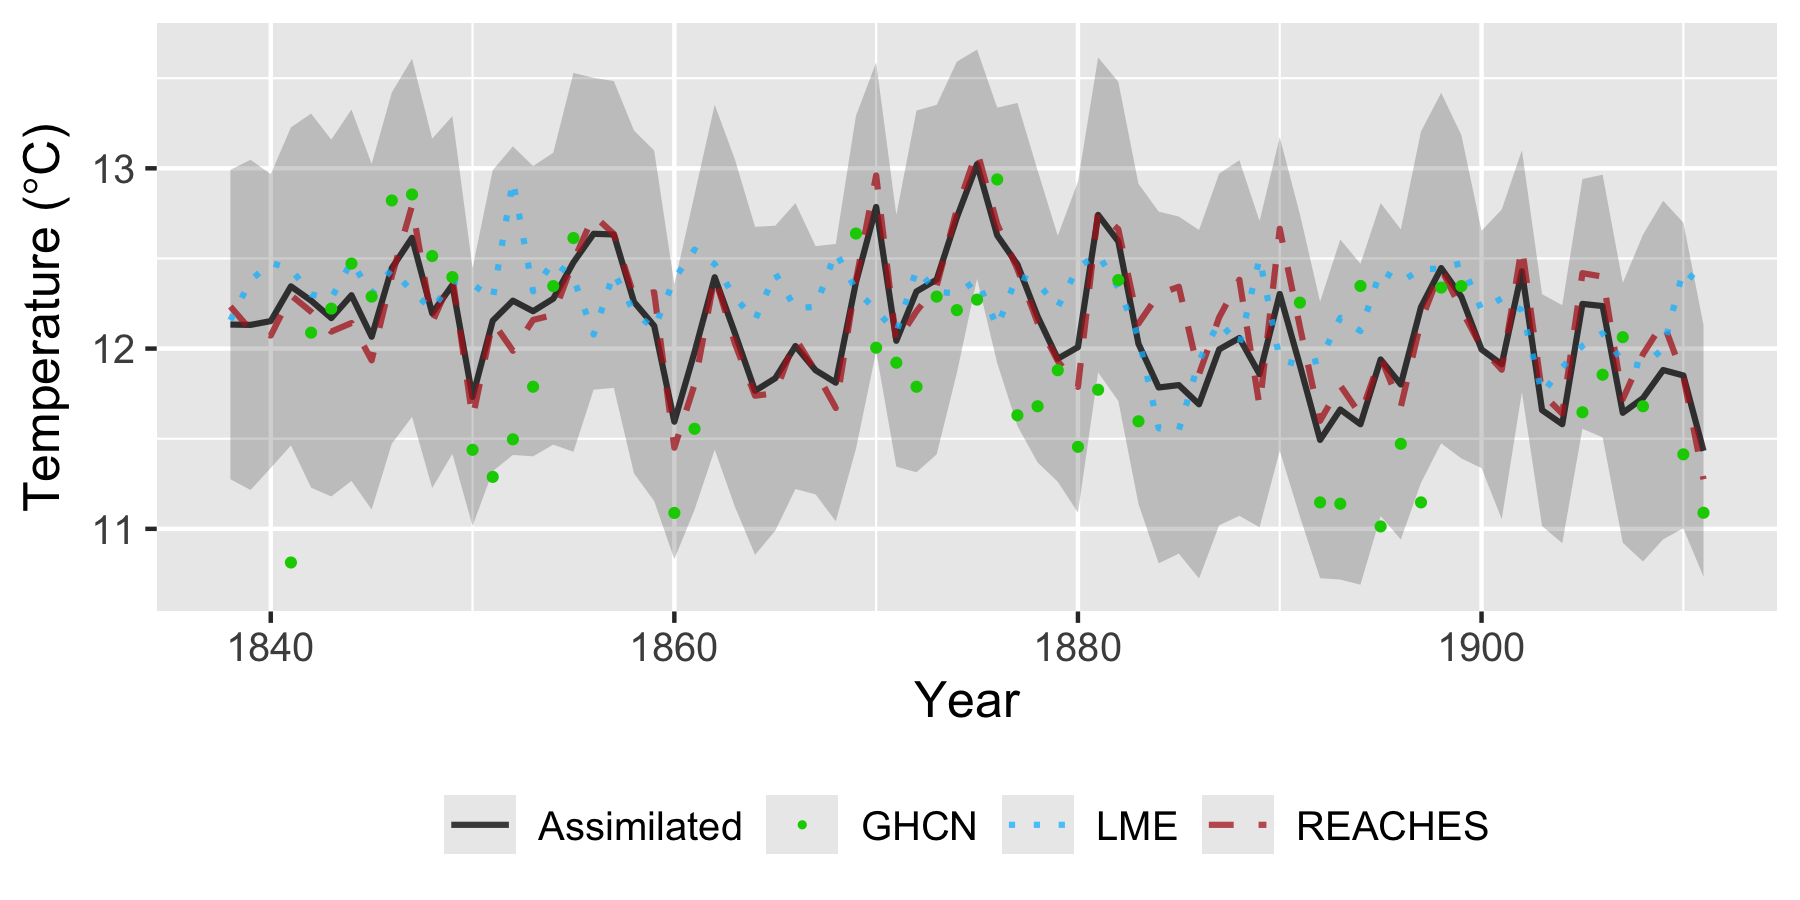 Temperature (°C)
13
12
11
1840 1860 1880 1900
Year
Assimilated GHCN LME REACHES